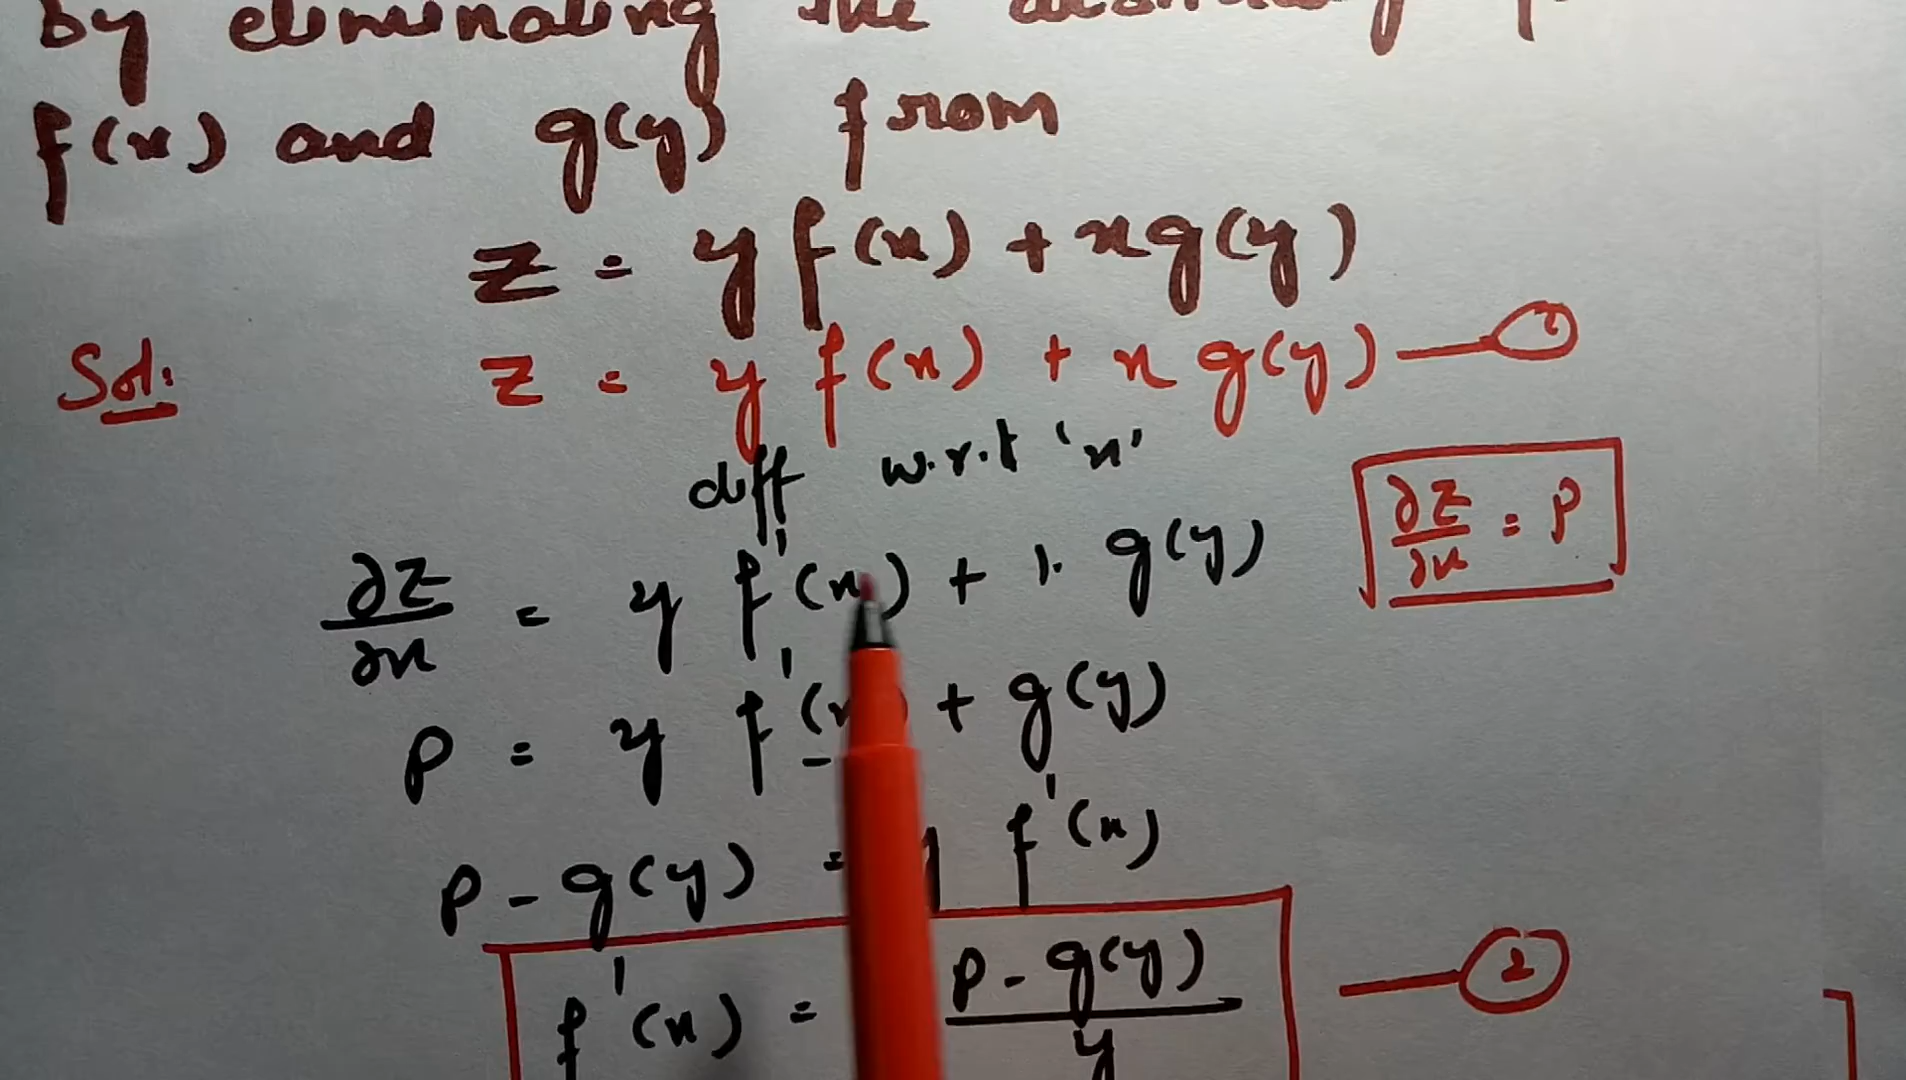 by eliminating the
f(x) and g(y) from
z = y f(x) + x g(y)
Sol: z = y f(x) + x g(y) — 1
diff w.r.t 'x'
∂z/∂x = y f'(x) + 1. g(y)
∂z/∂x = p
p = y f'(x) + g(y)
p - g(y) = y f'(x)
f'(x) = p - g(y)/y — 2